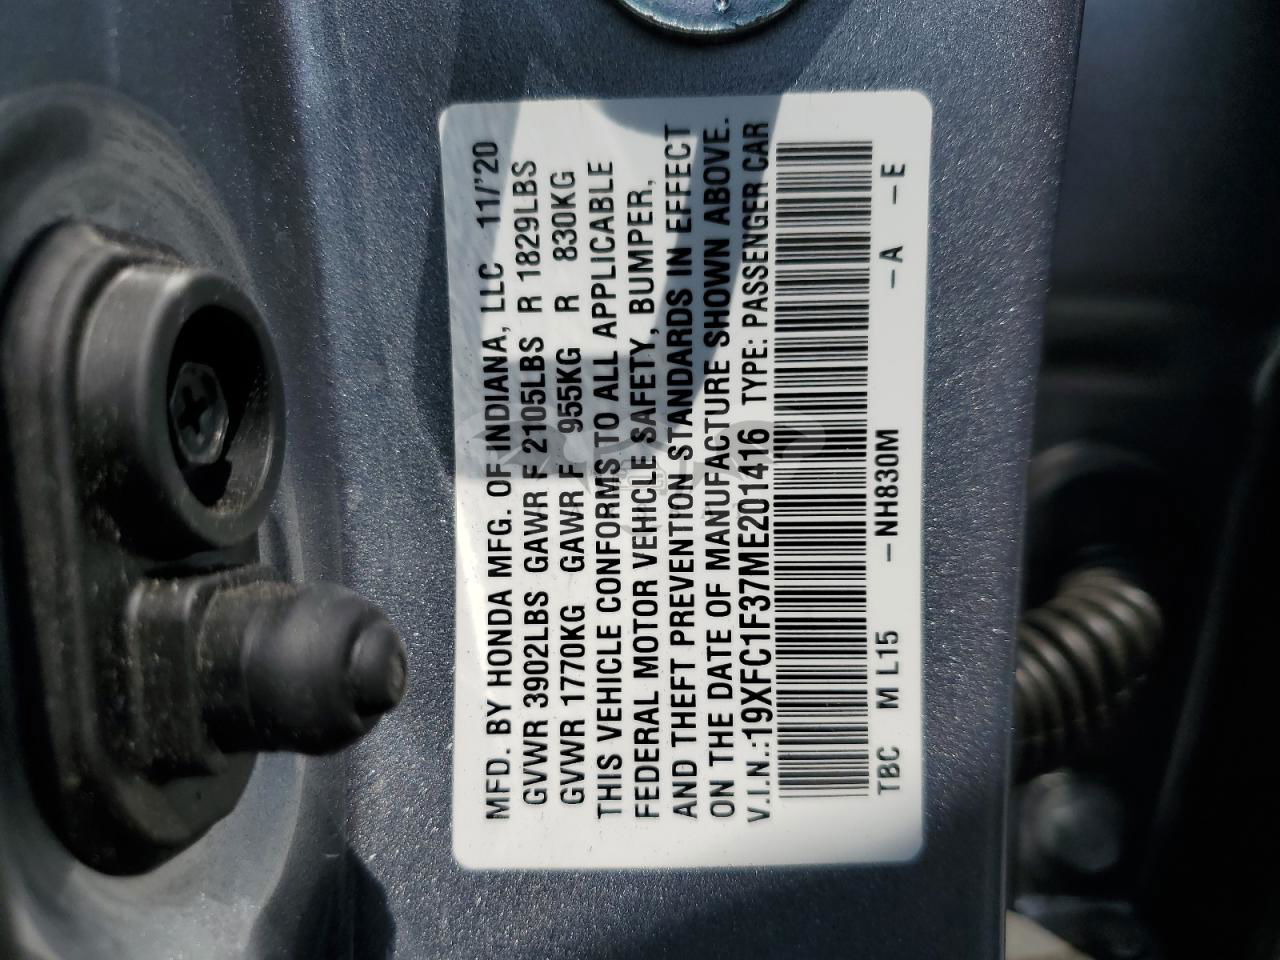 MFD. BY HONDA MFG. OF INDIANA, LLC 11/'20
GVWR 3902LBS GAWR F 2105LBS R 1829LBS
GVWR 1770KG GAWR F 955KG R 830KG
THIS VEHICLE CONFORMS TO ALL APPLICABLE
FEDERAL MOTOR VEHICLE SAFETY, BUMPER,
AND THEFT PREVENTION STANDARDS IN EFFECT
ON THE DATE OF MANUFACTURE SHOWN ABOVE.
V.I.N.:19XFC1F37ME201416 TYPE: PASSENGER CAR
TBC M L15 -NH830M -A -E